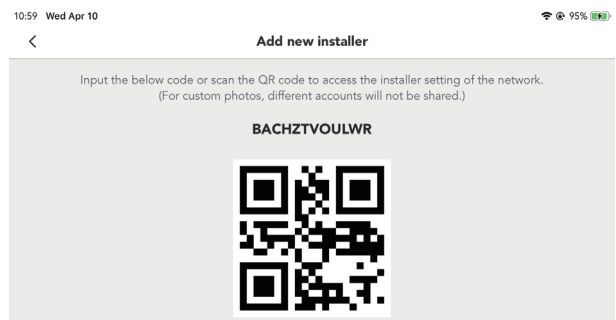 10:59 Wed Apr 10 95%
Add new installer
Input the below code or scan the QR code to access the installer setting of the network.
(For custom photos, different accounts will not be shared.)
BACHZTVOULWR